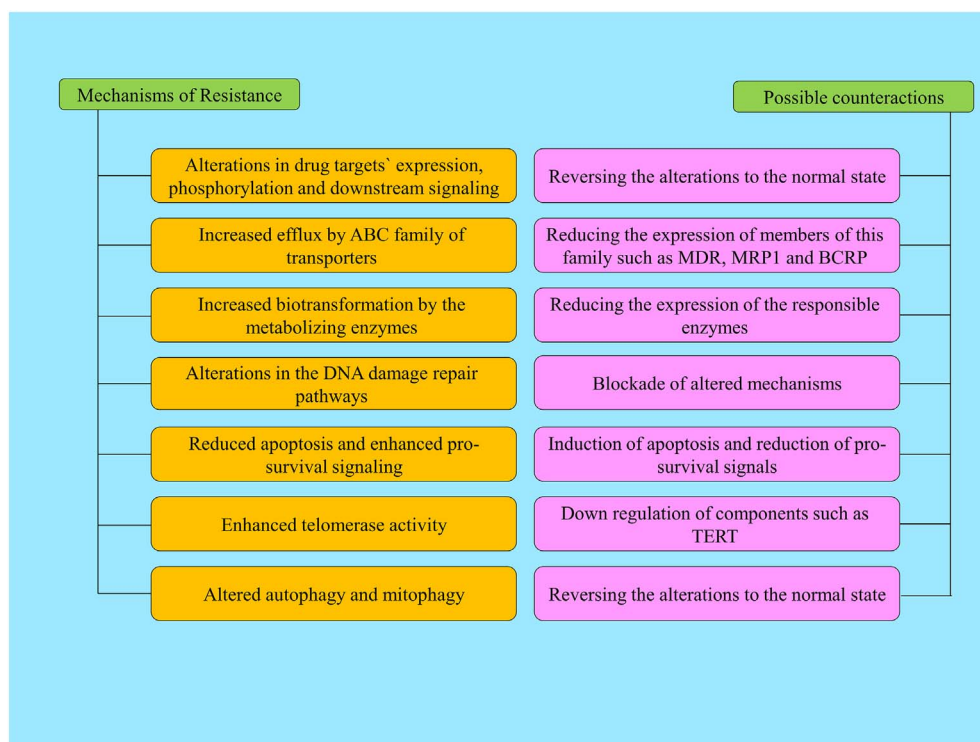 Mechanisms of Resistance
Possible counteractions
Alterations in drug targets` expression,
phosphorylation and downstream signaling
Reversing the alterations to the normal state
Increased efflux by ABC family of
transporters
Reducing the expression of members of this
family such as MDR, MRP1 and BCRP
Increased biotransformation by the
metabolizing enzymes
Reducing the expression of the responsible
enzymes
Alterations in the DNA damage repair
pathways
Blockade of altered mechanisms
Reduced apoptosis and enhanced pro-
survival signaling
Induction of apoptosis and reduction of pro-
survival signals
Enhanced telomerase activity
Down regulation of components such as
TERT
Altered autophagy and mitophagy
Reversing the alterations to the normal state